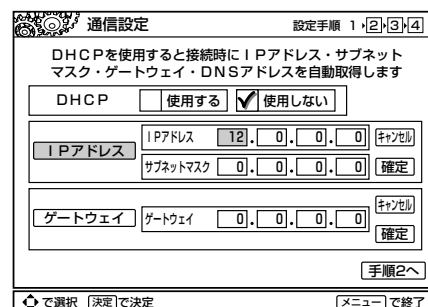 通信設定
設定手順 1 2 3 4
DHCPを使用すると接続時にIPアドレス・サブネット
マスク・ゲートウェイ・DNSアドレスを自動取得します
DHCP 使用する 使用しない
IPアドレス
IPアドレス 12. 0. 0. 0 キャンセル
サブネットマスク 0. 0. 0. 0 確定
ゲートウェイ
ゲートウェイ 0. 0. 0. 0 キャンセル
確定
手順2へ
で選択 決定で決定 メニューで終了